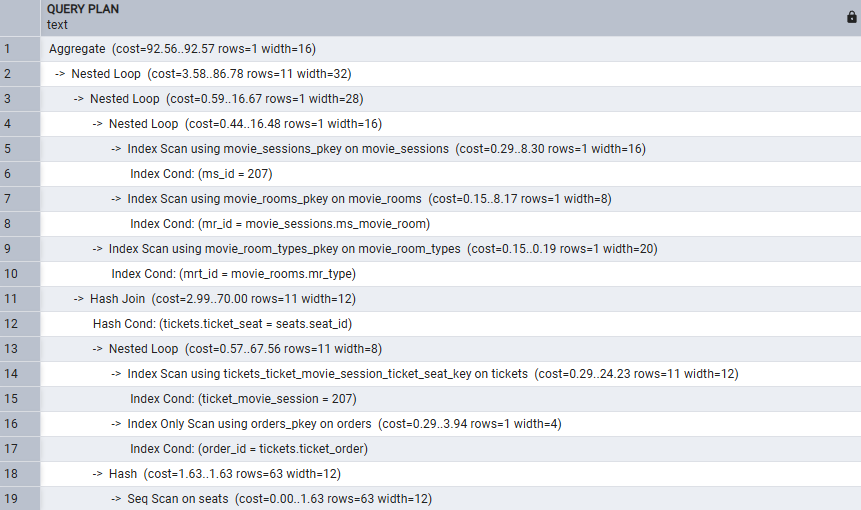 QUERY PLAN
text
1 Aggregate (cost=92.56..92.57 rows=1 width=16)
2 -> Nested Loop (cost=3.58..86.78 rows=11 width=32)
3 -> Nested Loop (cost=0.59..16.67 rows=1 width=28)
4 -> Nested Loop (cost=0.44..16.48 rows=1 width=16)
5 -> Index Scan using movie_sessions_pkey on movie_sessions (cost=0.29..8.30 rows=1 width=16)
6 Index Cond: (ms_id = 207)
7 -> Index Scan using movie_rooms_pkey on movie_rooms (cost=0.15..8.17 rows=1 width=8)
8 Index Cond: (mr_id = movie_sessions.ms_movie_room)
9 -> Index Scan using movie_room_types_pkey on movie_room_types (cost=0.15..0.19 rows=1 width=20)
10 Index Cond: (mrt_id = movie_rooms.mr_type)
11 -> Hash Join (cost=2.99..70.00 rows=11 width=12)
12 Hash Cond: (tickets.ticket_seat = seats.seat_id)
13 -> Nested Loop (cost=0.57..67.56 rows=11 width=8)
14 -> Index Scan using tickets_ticket_movie_session_ticket_seat_key on tickets (cost=0.29..24.23 rows=11 width=12)
15 Index Cond: (ticket_movie_session = 207)
16 -> Index Only Scan using orders_pkey on orders (cost=0.29..3.94 rows=1 width=4)
17 Index Cond: (order_id = tickets.ticket_order)
18 -> Hash (cost=1.63..1.63 rows=63 width=12)
19 -> Seq Scan on seats (cost=0.00..1.63 rows=63 width=12)